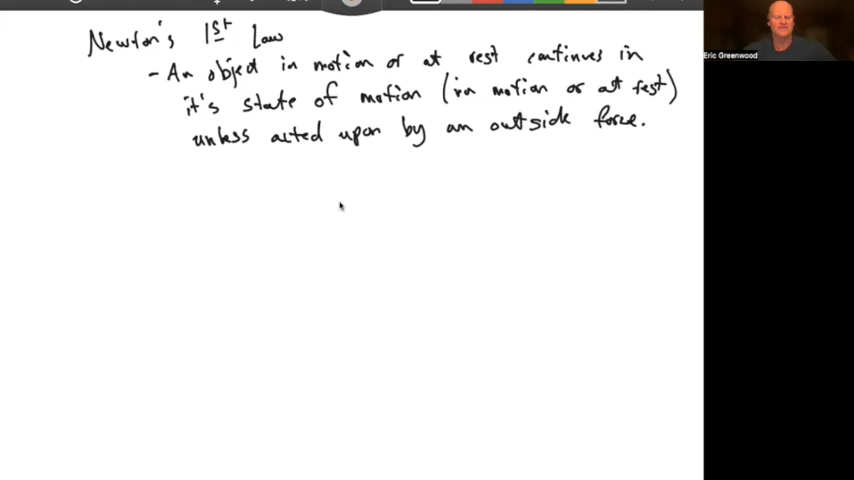 Newton's 1st Law
- An object in motion or at rest continues in
it's state of motion (in motion or at rest)
unless acted upon by an outside force.
Eric Greenwood